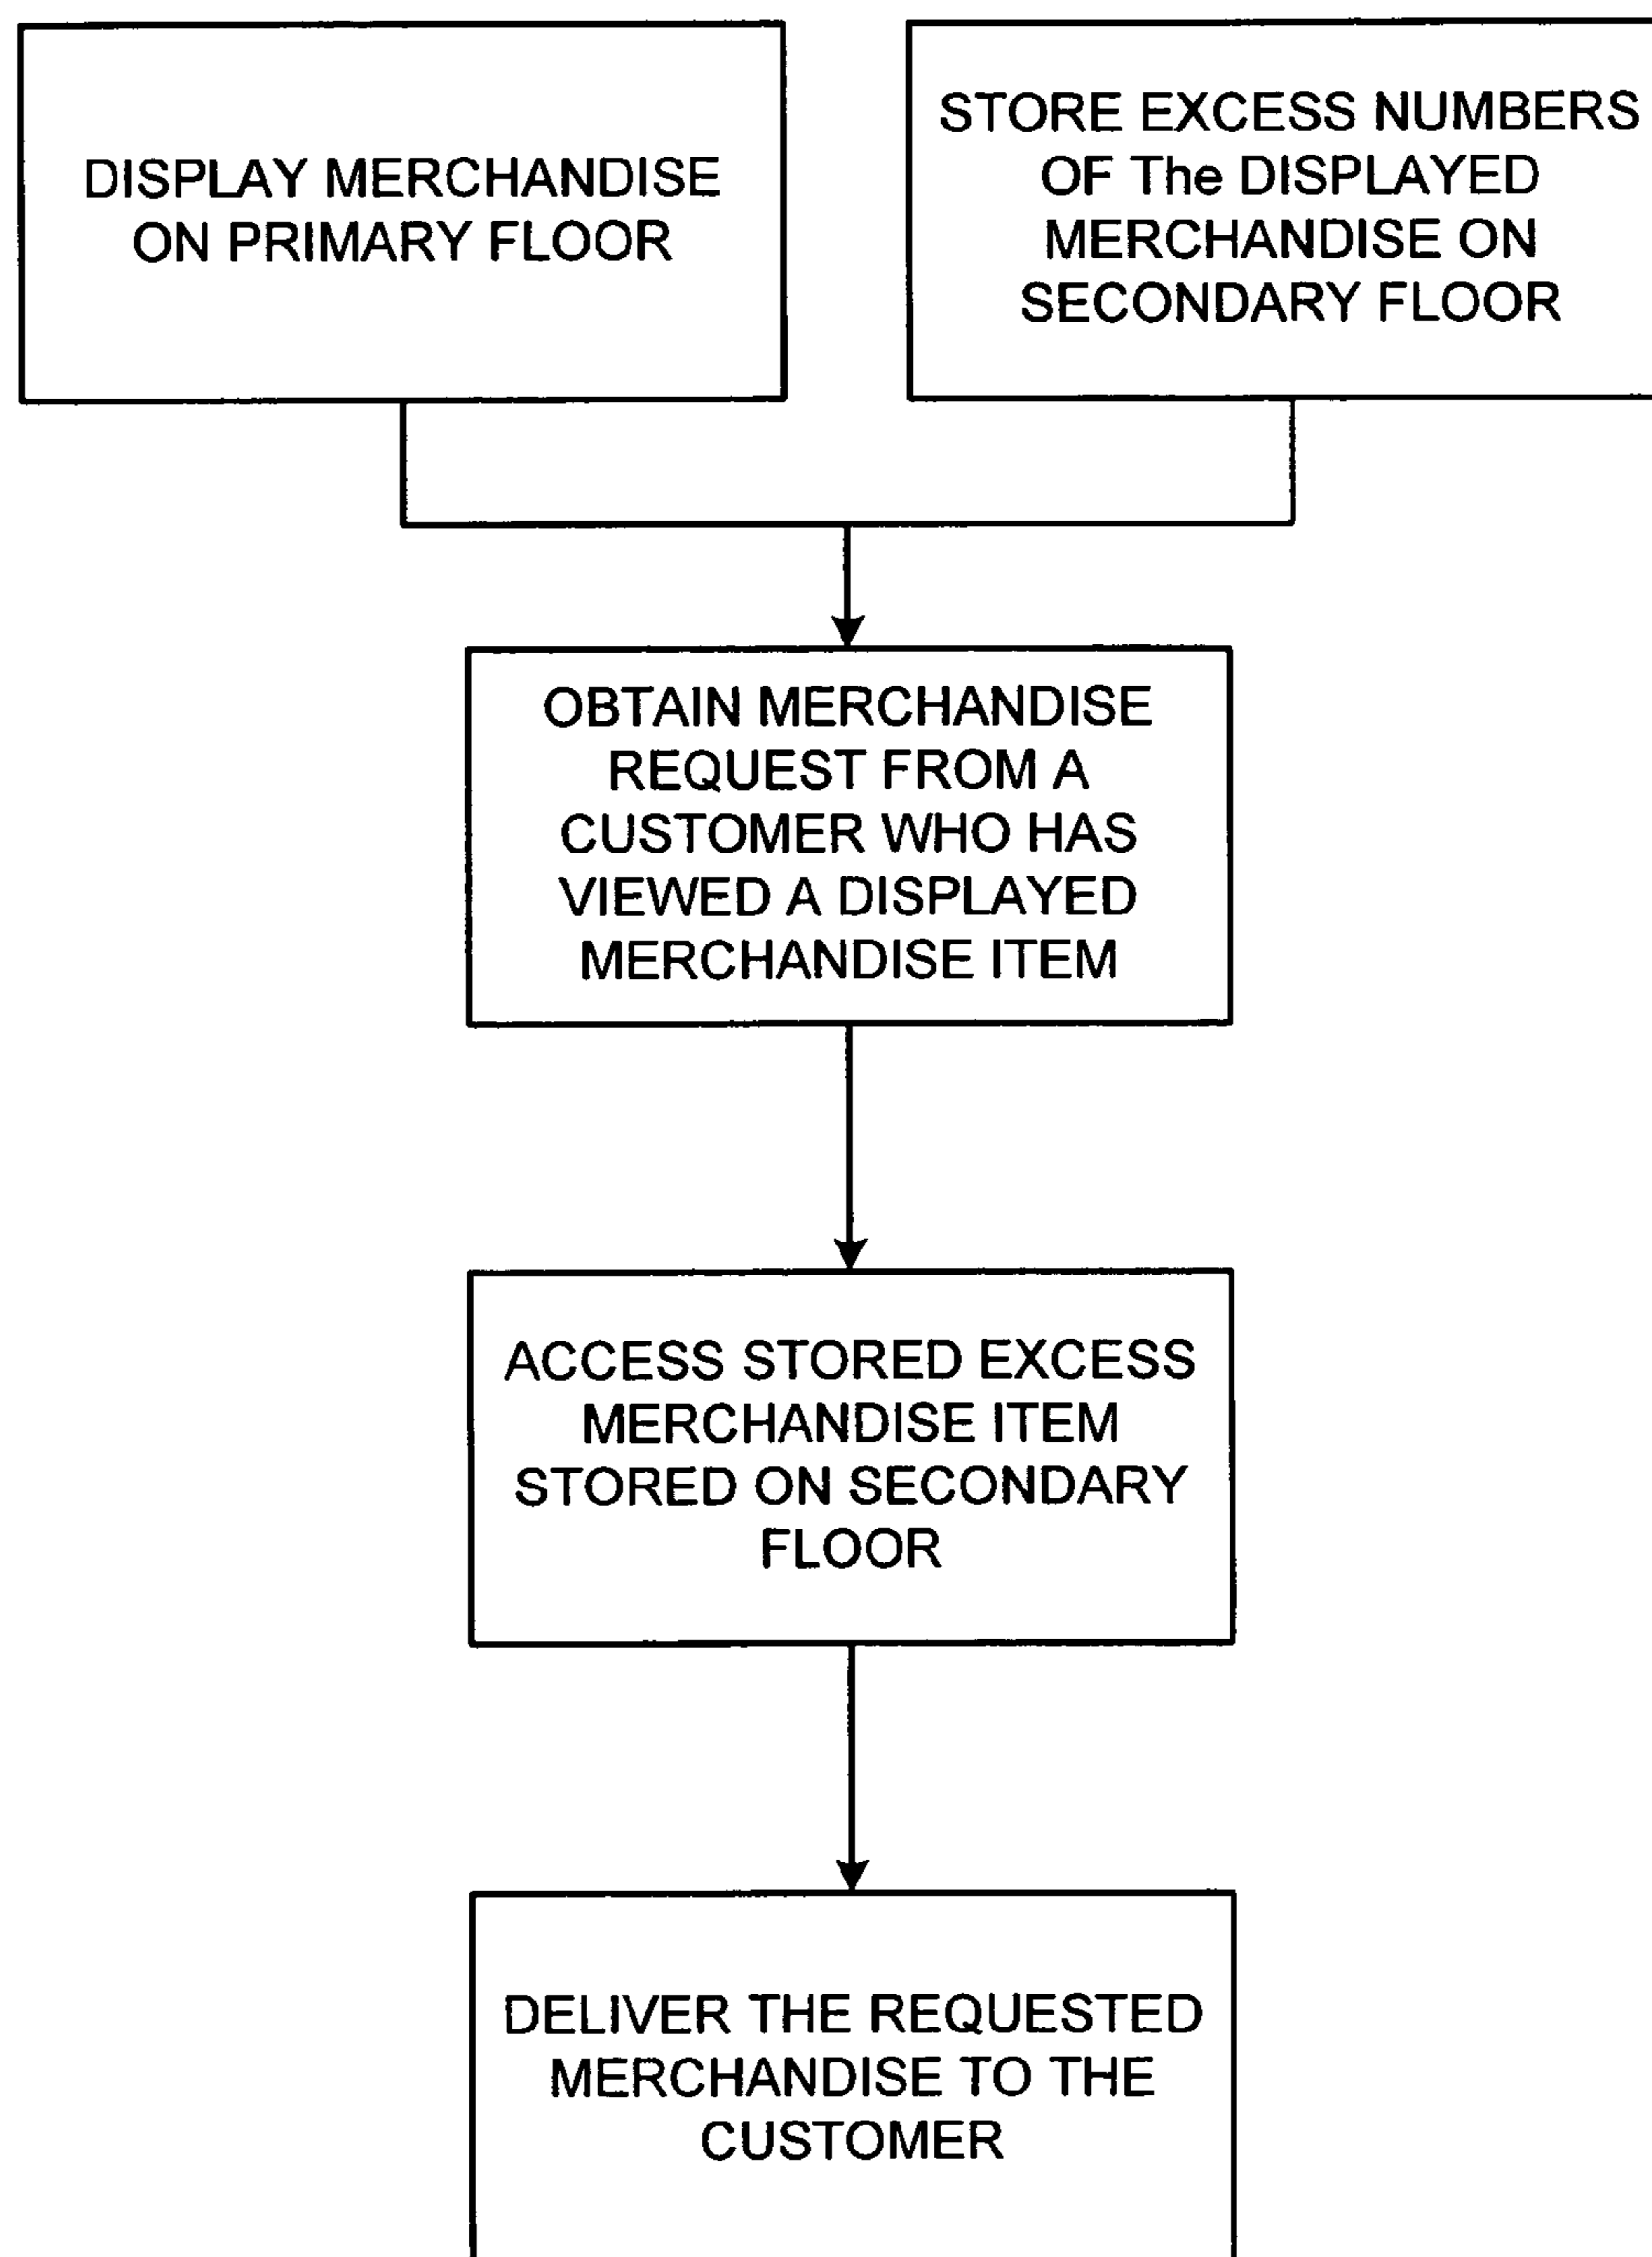 DISPLAY MERCHANDISE
ON PRIMARY FLOOR
STORE EXCESS NUMBERS
OF The DISPLAYED
MERCHANDISE ON
SECONDARY FLOOR
OBTAIN MERCHANDISE
REQUEST FROM A
CUSTOMER WHO HAS
VIEWED A DISPLAYED
MERCHANDISE ITEM
ACCESS STORED EXCESS
MERCHANDISE ITEM
STORED ON SECONDARY
FLOOR
DELIVER THE REQUESTED
MERCHANDISE TO THE
CUSTOMER